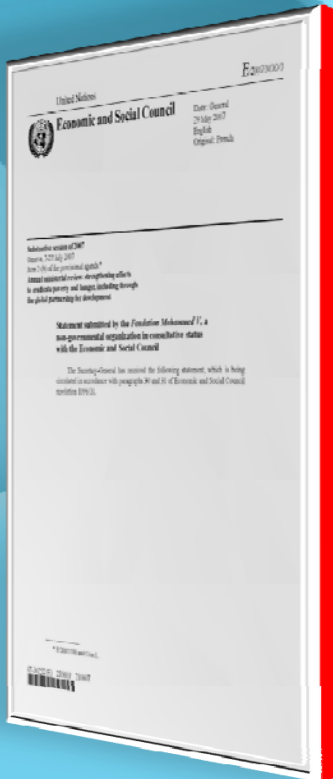 United Nations
Economic and Social Council
Distr.: General
29 May 2007
English
Original: French
Substantive session of 2007
Geneva, 2-27 July 2007
Annual ministerial review: strengthening efforts
to eradicate poverty and hunger, including through
the global partnership for development
Statement submitted by the Fondation Mohammed V, a
non-governmental organization in consultative status
with the Economic and Social Council
The Secretary-General has received the following statement, which is being
circulated in accordance with paragraphs 30 and 31 of Economic and Social Council
resolution 1996/31.